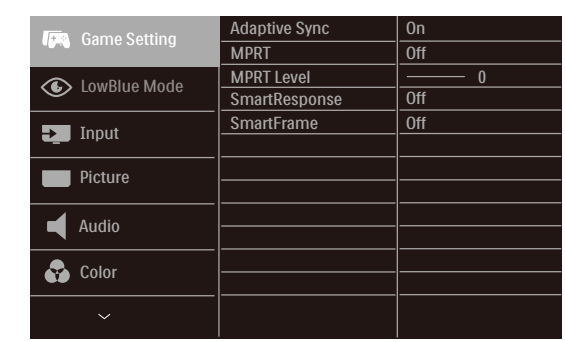 Game Setting
LowBlue Mode
Input
Picture
Audio
Color
Adaptive Sync On
MPRT Off
MPRT Level 0
SmartResponse Off
SmartFrame Off